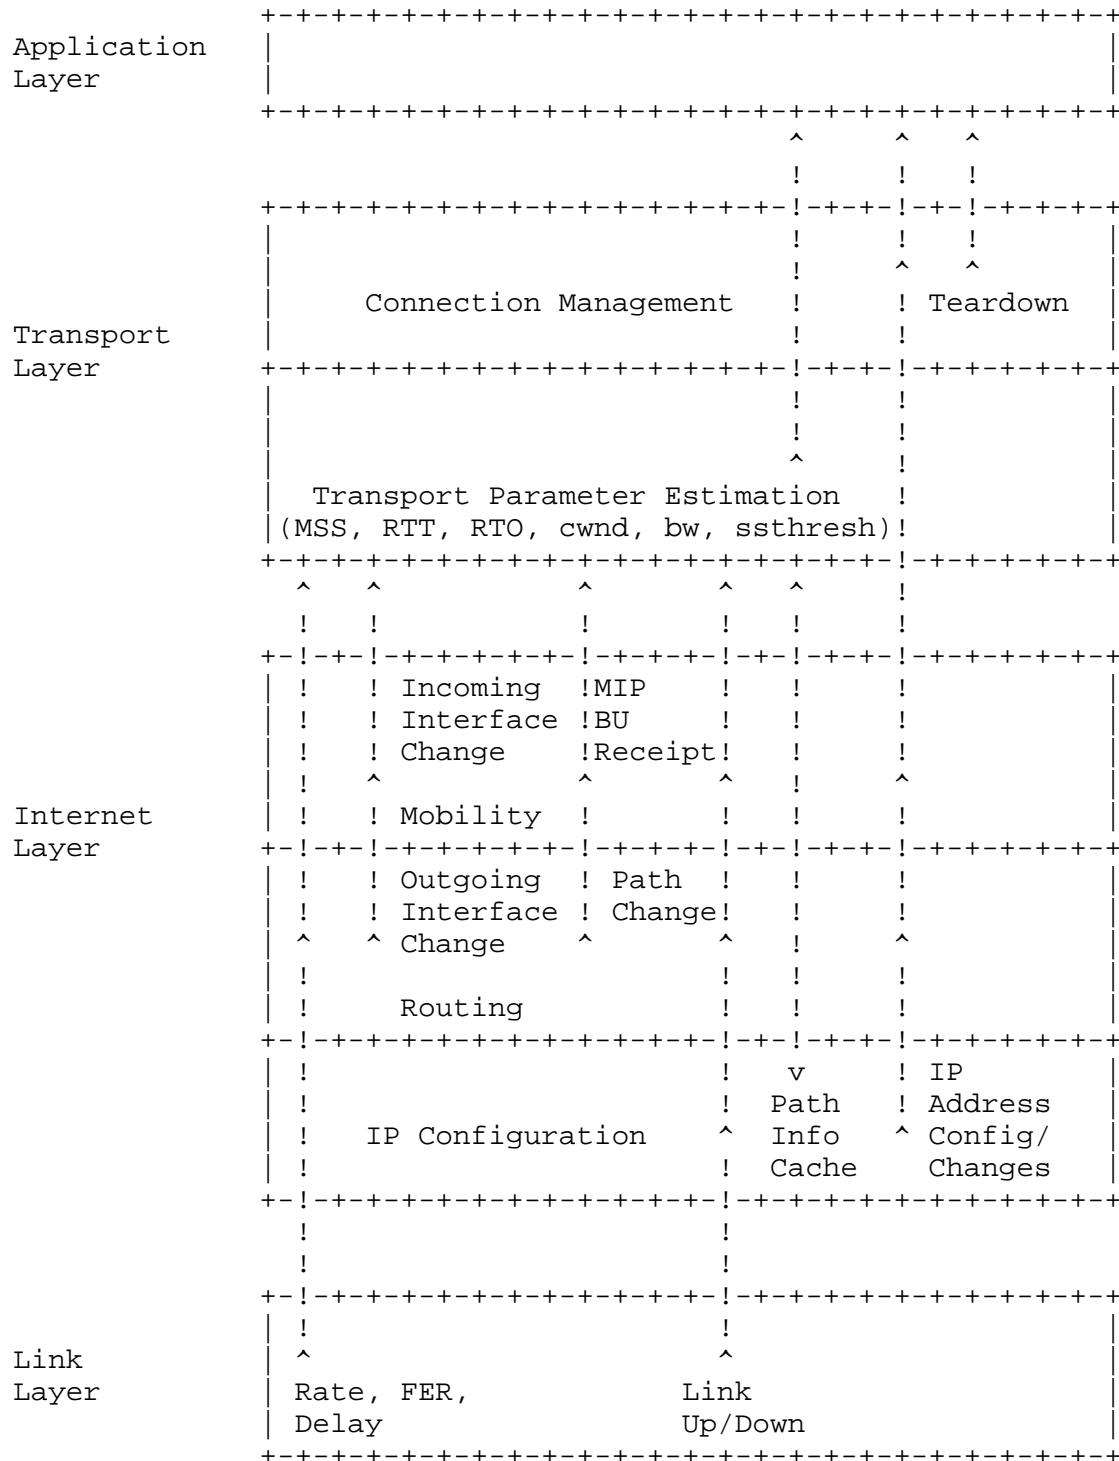 +-+-+-+-+-+-+-+-+-+-+-+-+-+-+-+-+-+-+-+-+-+-+-+-+
Application    |                                               |
Layer          |                                               |
               +-+-+-+-+-+-+-+-+-+-+-+-+-+-+-+-+-+-+-+-+-+-+-+-+
                                             ^     ^   ^
                                             !     !   !
               +-+-+-+-+-+-+-+-+-+-+-+-+-+-+-!-+-+-!-+-!-+-+-+-+
               |                             !     !   !       |
               |                             !     ^   ^       |
               |     Connection Management   !     ! Teardown  |
Transport      |                             !     !           |
Layer          +-+-+-+-+-+-+-+-+-+-+-+-+-+-+-!-+-+-!-+-+-+-+-+-+
               |                             !     !           |
               |                             !     !           |
               |                             ^     !           |
               |  Transport Parameter Estimation   !           |
               |(MSS, RTT, RTO, cwnd, bw, ssthresh)!           |
               +-+-+-+-+-+-+-+-+-+-+-+-+-+-+-+-+-+-!-+-+-+-+-+-+
                 ^   ^           ^       ^   ^     !
                 !   !           !       !   !     !
               +-!-+-!-+-+-+-+-+-!-+-+-+-!-+-!-+-+-!-+-+-+-+-+-+
               | !   ! Incoming  !MIP    !   !     !           |
               | !   ! Interface !BU     !   !     !           |
               | !   ! Change    !Receipt!   !     !           |
               | !   ^           ^       ^   !     ^           |
Internet       | !   ! Mobility  !       !   !     !           |
Layer          +-!-+-!-+-+-+-+-+-!-+-+-+-!-+-!-+-+-!-+-+-+-+-+-+
               | !   ! Outgoing  ! Path  !   !     !           |
               | !   ! Interface ! Change!   !     !           |
               | ^   ^ Change    ^       ^   !     ^           |
               | !                       !   !     !           |
               | !     Routing           !   !     !           |
               +-!-+-+-+-+-+-+-+-+-+-+-+-!-+-!-+-+-!-+-+-+-+-+-+
               | !                       !   v     ! IP        |
               | !                       !  Path   ! Address   |
               | !   IP Configuration    ^  Info   ^ Config/   |
               | !                       !  Cache    Changes   |
               +-!-+-+-+-+-+-+-+-+-+-+-+-!-+-+-+-+-+-+-+-+-+-+-+
                 !                       !
                 !                       !
               +-!-+-+-+-+-+-+-+-+-+-+-+-!-+-+-+-+-+-+-+-+-+-+-+
               | !                       !                     |
Link           | ^                       ^                     |
Layer          | Rate, FER,            Link                    |
               | Delay                 Up/Down                 |
               +-+-+-+-+-+-+-+-+-+-+-+-+-+-+-+-+-+-+-+-+-+-+-+-+